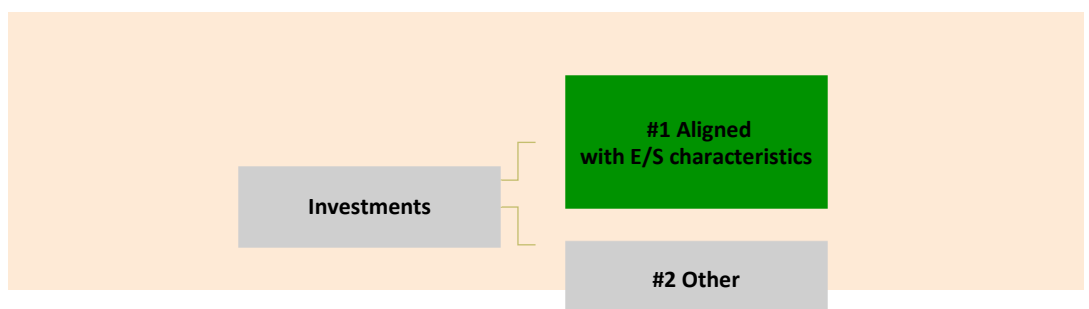 #1 Aligned
with E/S characteristics
Investments
#2 Other